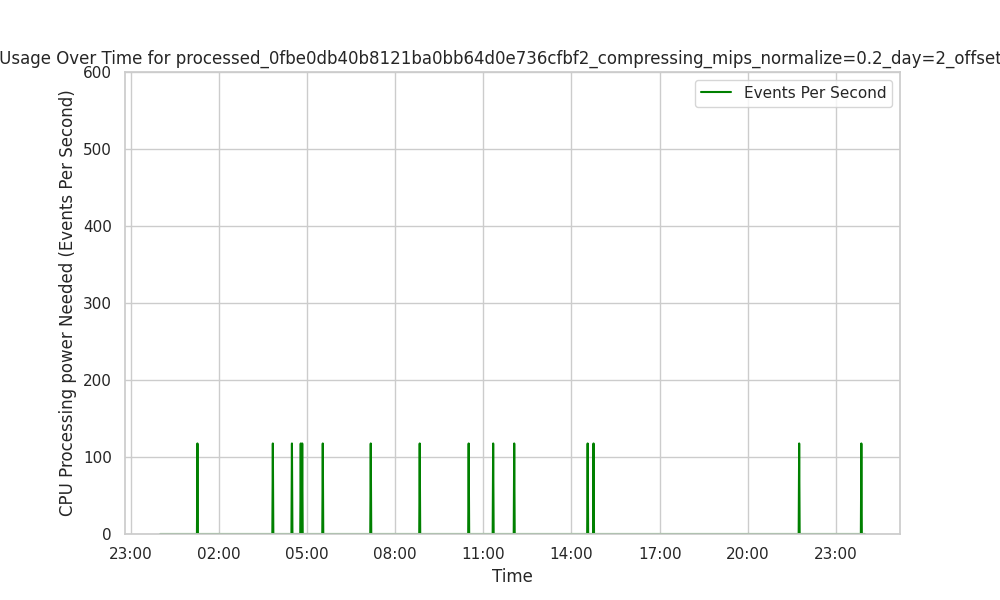 Usage Over Time for processed_0fbe0db40b8121ba0bb64d0e736cfbf2_compressing_mips_normalize=0.2_day=2_offset
600
500
400
300
200
100
0
CPU Processing power Needed (Events Per Second)
Events Per Second
23:00 02:00 05:00 08:00 11:00 14:00 17:00 20:00 23:00
Time